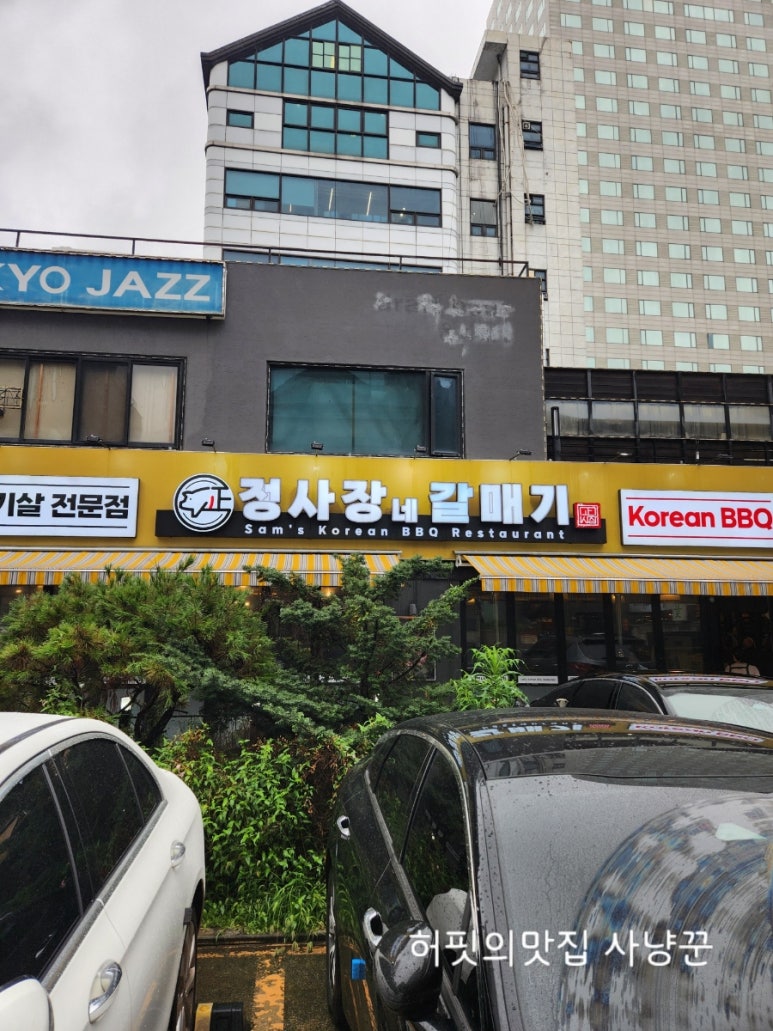 KYO JAZZ
기살 전문점
정사장네 갈매기
Sam's Korean BBQ Restaurant
Korean BBQ
허핏의맛집 사냥꾼